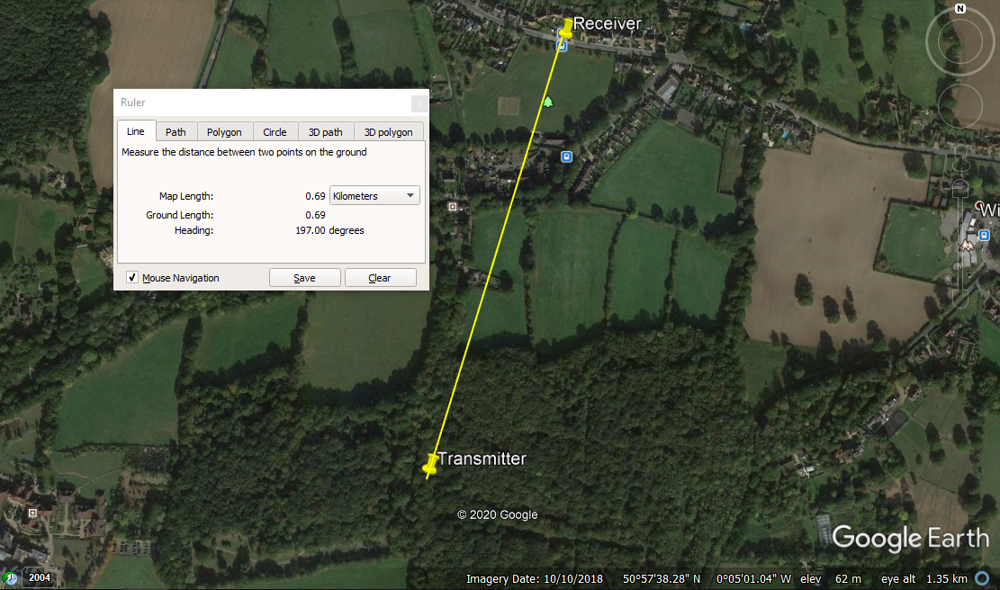 N
Receiver
Ruler
Line Path Polygon Circle 3D path 3D polygon
Measure the distance between two points on the ground
Map Length: 0.69 Kilometers
Ground Length: 0.69
Heading: 197.00 degrees
Mouse Navigation Save Clear
Wi
Transmitter
© 2020 Google
Google Earth
2004 Imagery Date: 10/10/2018 50°57'38.28" N 0°05'01.04" W elev 62 m eye alt 1.35 km